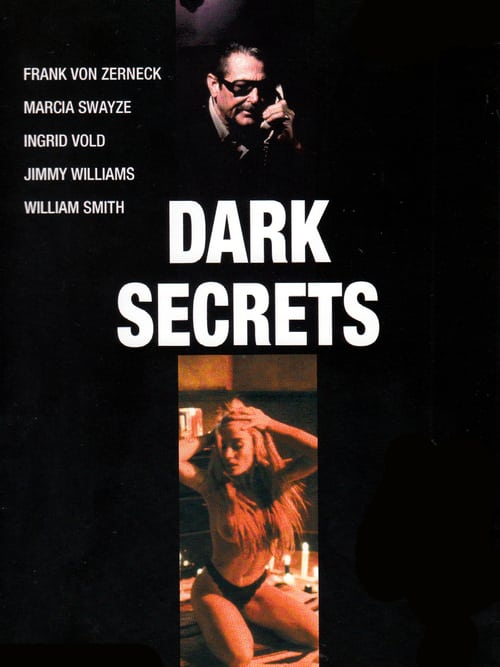 FRANK VON ZERNECK
MARCIA SWAYZE
INGRID VOLD
JIMMY WILLIAMS
WILLIAM SMITH
DARK
SECRETS